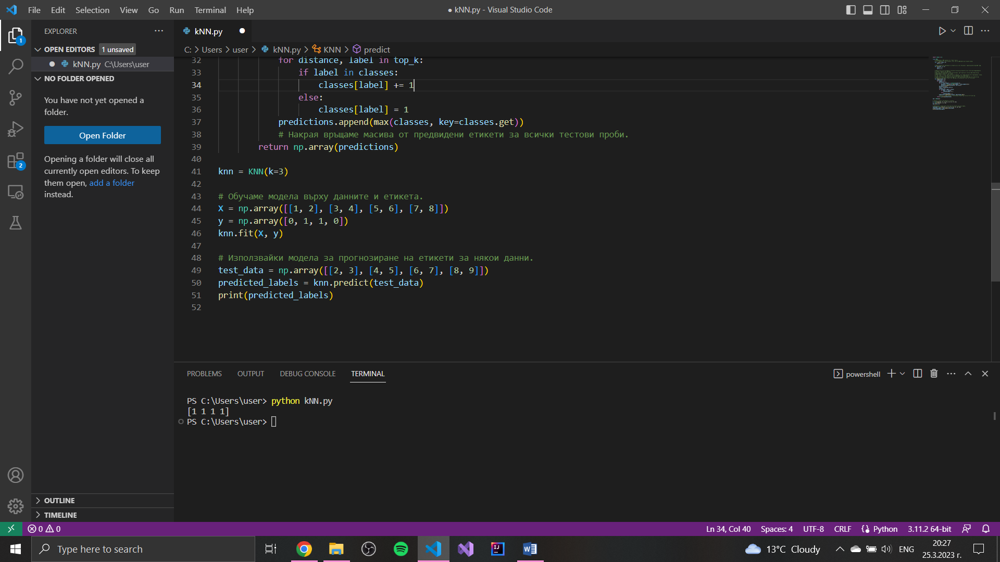 File Edit Selection View Go Run Terminal Help
● kNN.py - Visual Studio Code
EXPLORER
1
OPEN EDITORS 1 unsaved
kNN.py C:\Users\user
NO FOLDER OPENED
You have not yet opened a
folder.
Open Folder
Opening a folder will close all
currently open editors. To keep
them open, add a folder
instead.
2
OUTLINE
TIMELINE
kNN.py
C: > Users > user > kNN.py > KNN > predict
32 for distance, label in top_k:
33 if label in classes:
34 classes[label] += 1
35 else:
36 classes[label] = 1
37 predictions.append(max(classes, key=classes.get))
38 # Накрая връщаме масива от предвидени етикети за всички тестови проби.
39 return np.array(predictions)
40
41 knn = KNN(k=3)
42
43 # Обучаме модела върху данните и етикета.
44 X = np.array([[1, 2], [3, 4], [5, 6], [7, 8]])
45 y = np.array([0, 1, 1, 0])
46 knn.fit(X, y)
47
48 # Използвайки модела за прогнозиране на етикети за някои данни.
49 test_data = np.array([[2, 3], [4, 5], [6, 7], [8, 9]])
50 predicted_labels = knn.predict(test_data)
51 print(predicted_labels)
52
PROBLEMS OUTPUT DEBUG CONSOLE TERMINAL
powershell
PS C:\Users\user> python kNN.py
[1 1 1 1]
PS C:\Users\user>
0 0
Ln 34, Col 40 Spaces: 4 UTF-8 CRLF Python 3.11.2 64-bit
Type here to search
13°C Cloudy
ENG
20:27
25.3.2023 г.